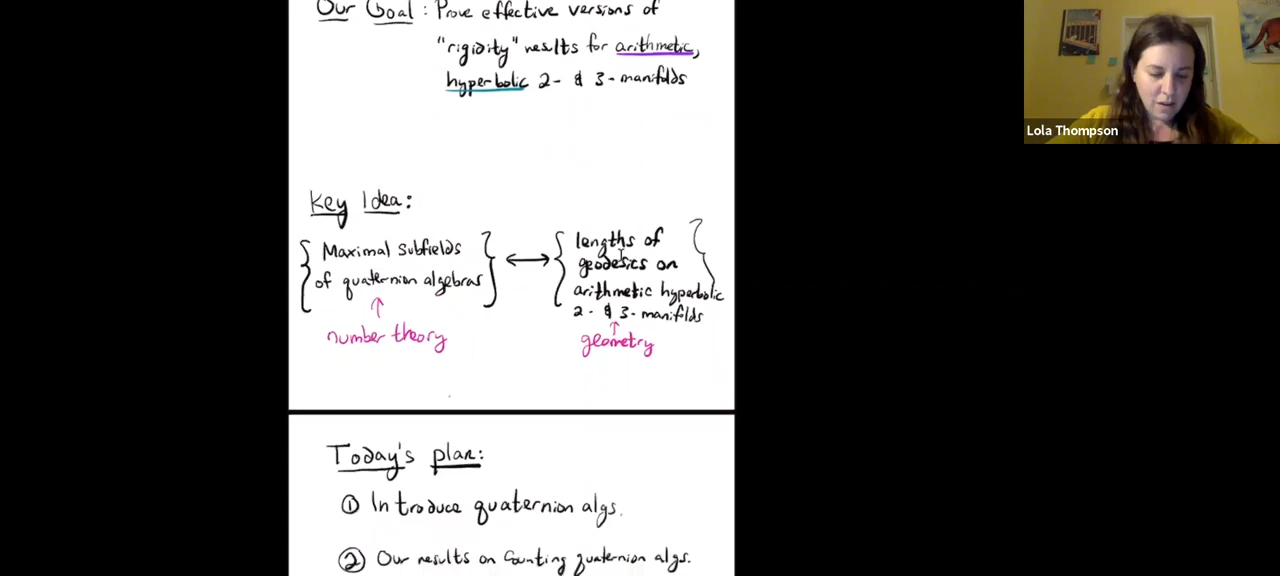 Our Goal: Prove effective versions of
"rigidity" results for arithmetic,
hyperbolic 2- & 3-manifolds
Key Idea:
{ Maximal subfields
of quaternion algebras } ↔ { lengths of
geodesics on
arithmetic hyperbolic
2- & 3-manifolds }
↑
number theory
↑
geometry
Today's plan:
① Introduce quaternion algs.
② Our results on counting quaternion algs.
Lola Thompson